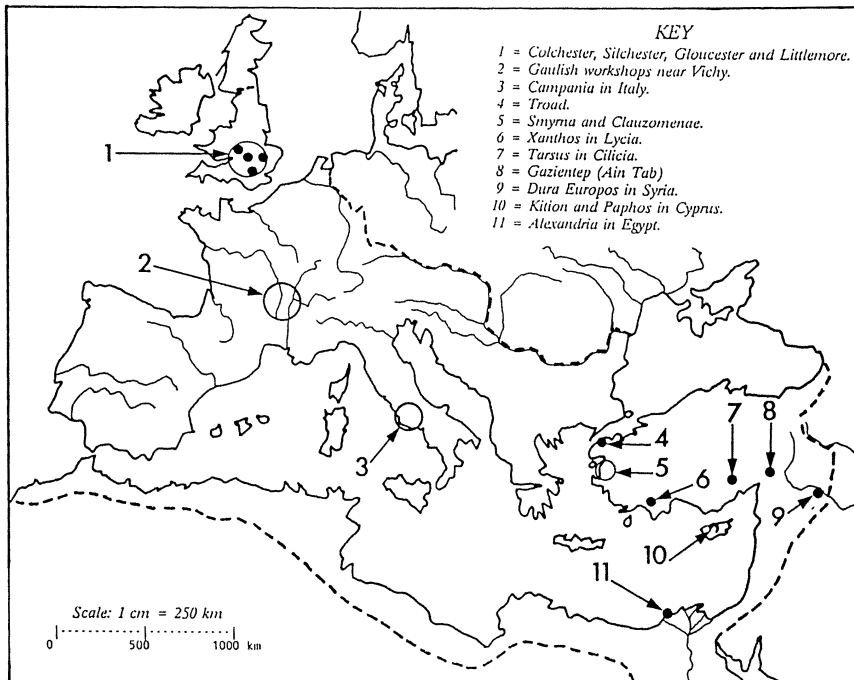 KEY
1 = Colchester, Silchester, Gloucester and Littlemore.
2 = Gaulish workshops near Vichy.
3 = Campania in Italy.
4 = Troad.
5 = Smyrna and Clauzomenae.
6 = Xanthos in Lycia.
7 = Tarsus in Cilicia.
8 = Gazientep (Ain Tab)
9 = Dura Europos in Syria.
10 = Kition and Paphos in Cyprus.
11 = Alexandria in Egypt.
1
2
3
4
5
6
7
8
9
10
11
Scale: 1 cm = 250 km
0 500 1000 km